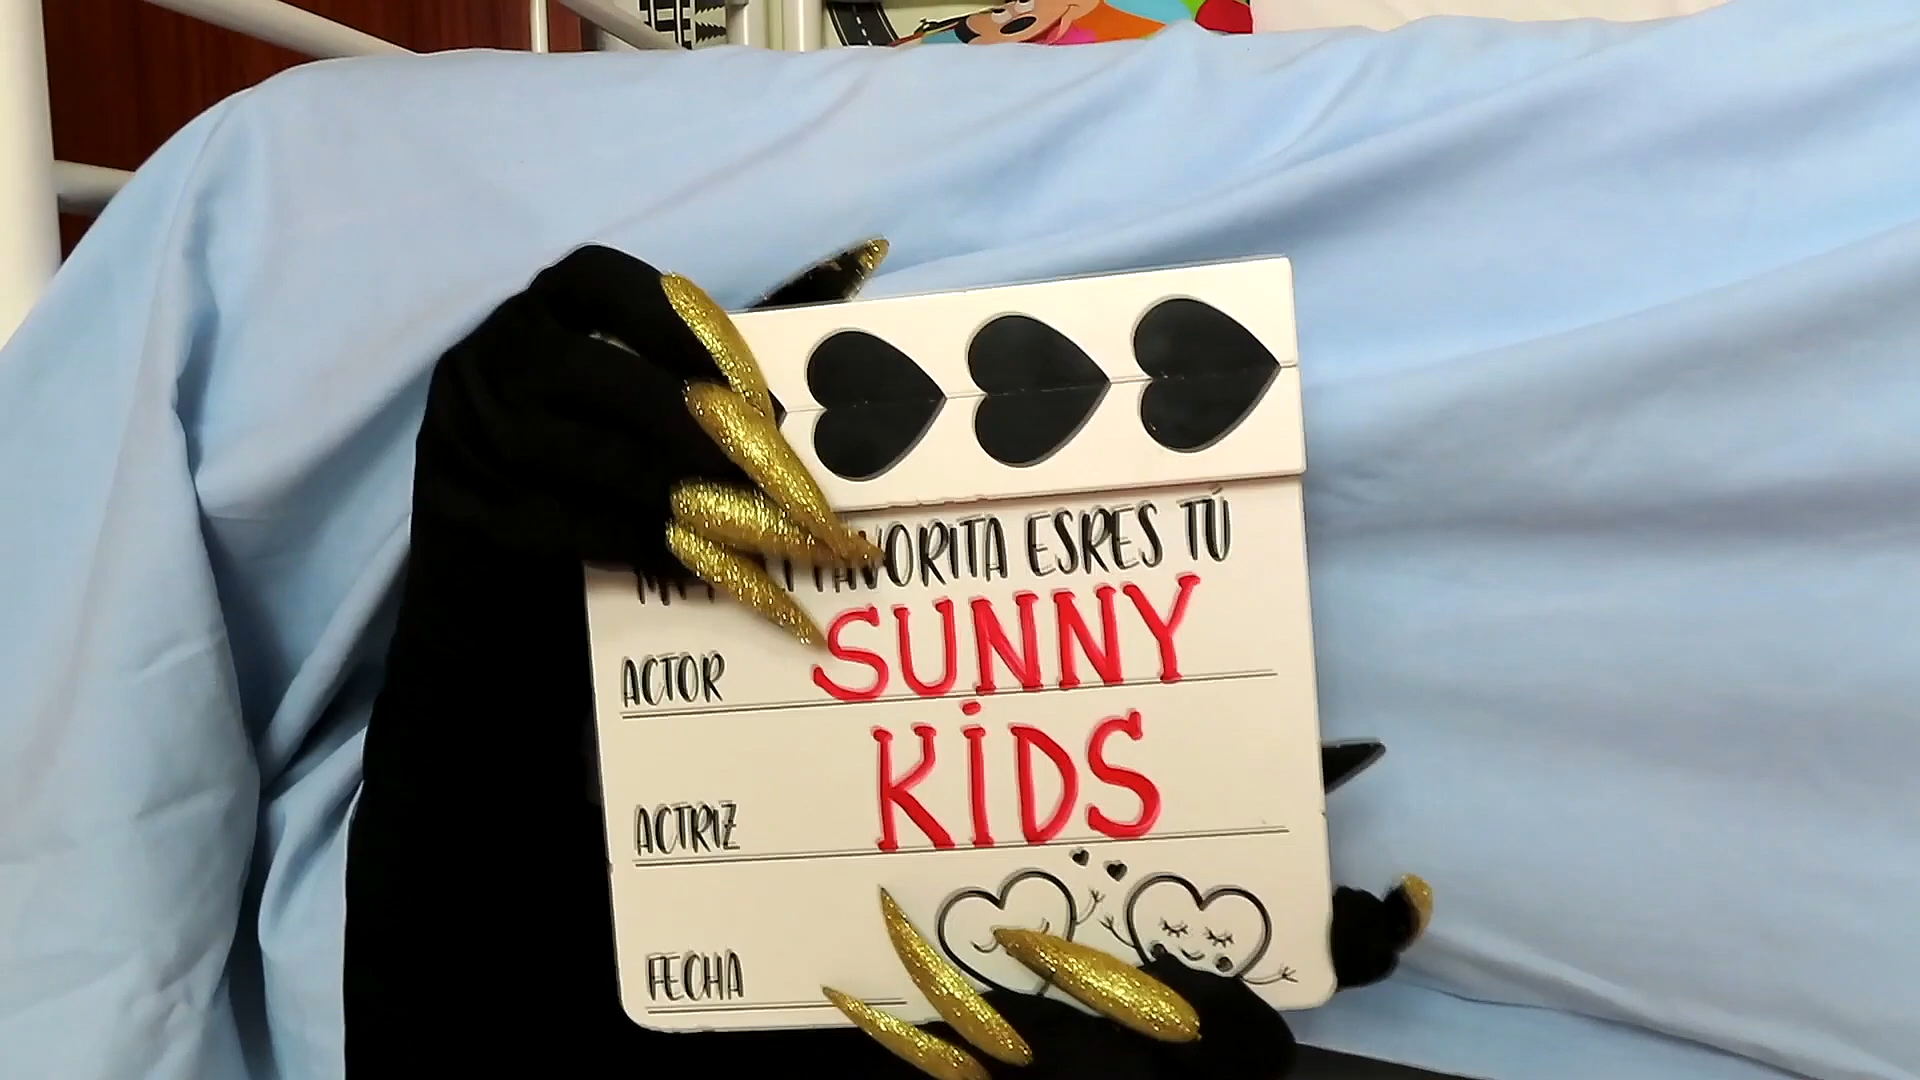 FAVORITA ESRES TÚ
SUNNY
ACTOR
KIDS
ACTRIZ
FECHA